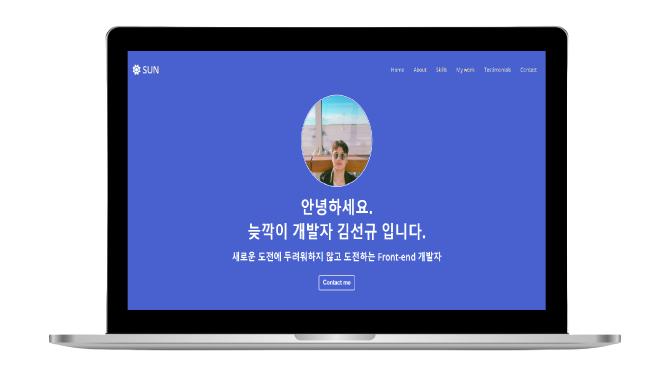 SUN
Home About Skills My work Testimonials Contact
안녕하세요.
늦깍이 개발자 김선규 입니다.
새로운 도전에 두려워하지 않고 도전하는 Front-end 개발자
Contact me